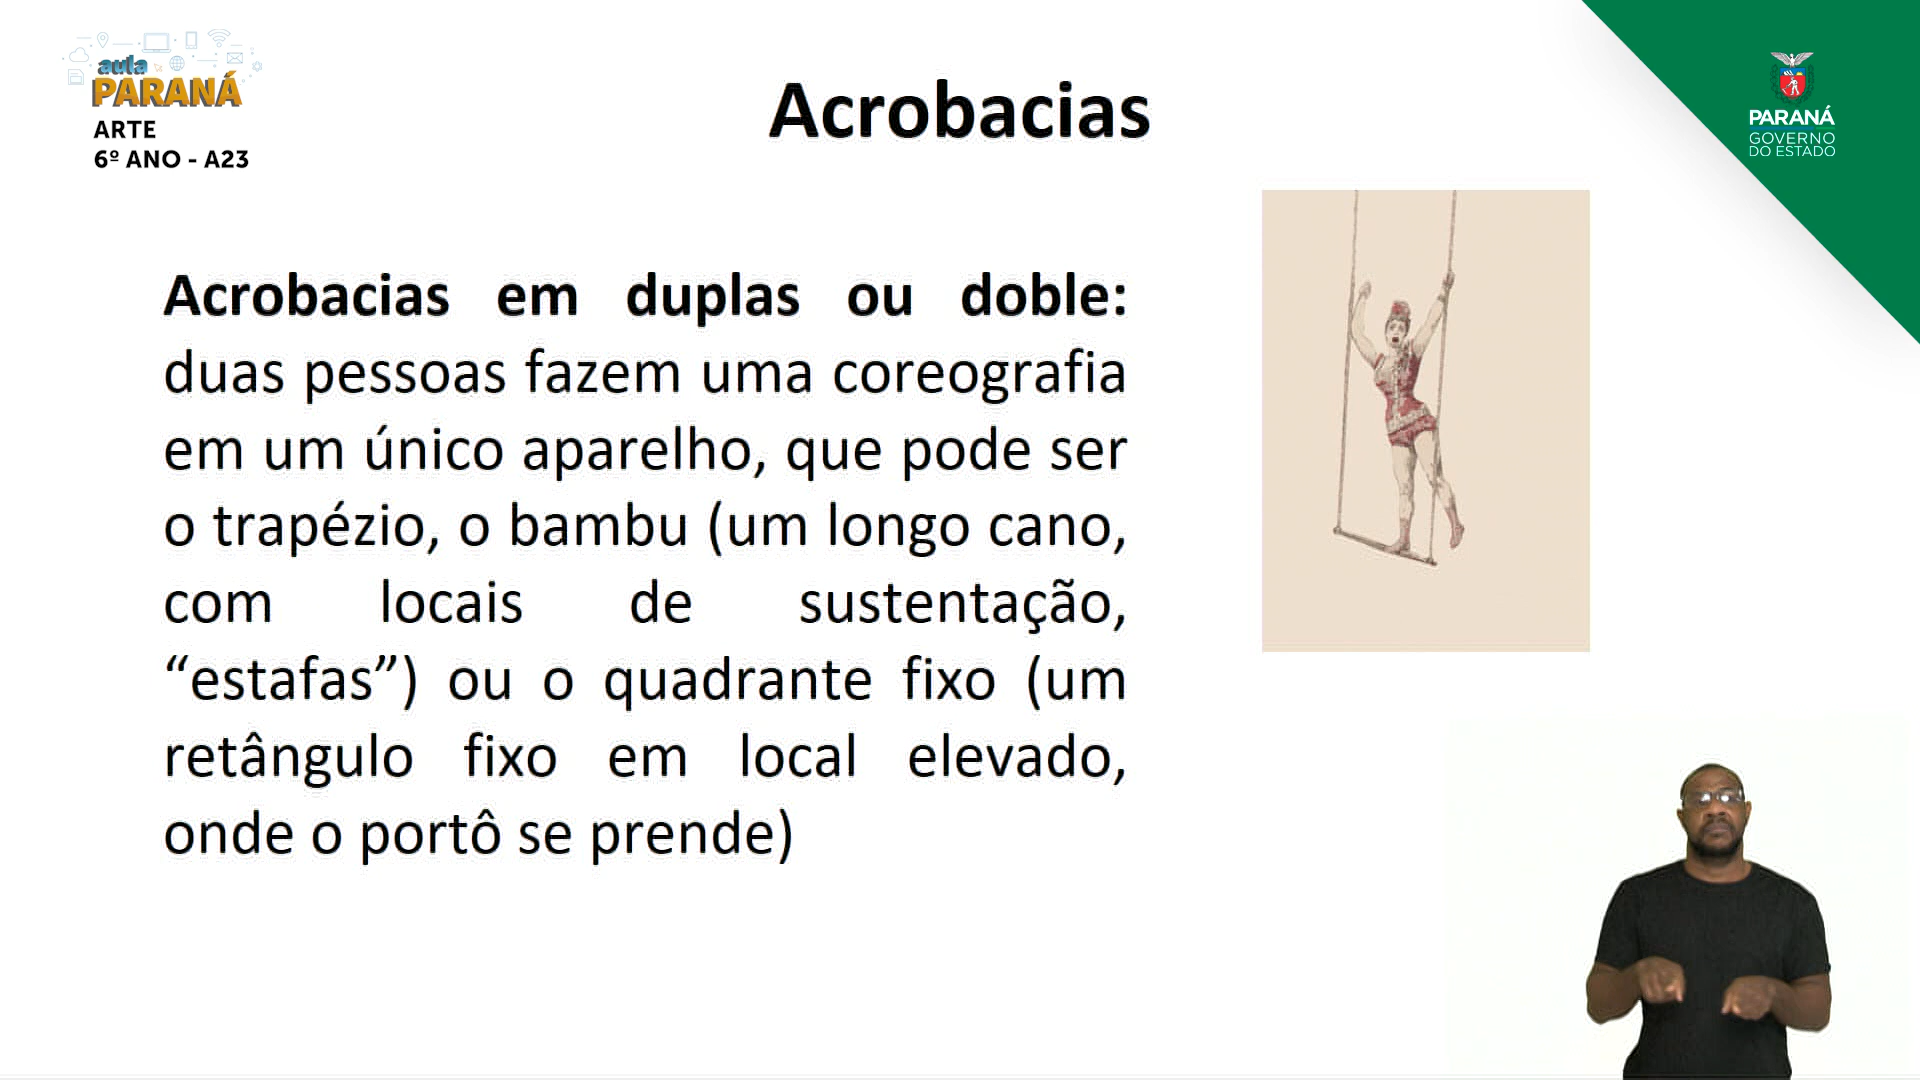 aula
PARANÁ
ARTE
6º ANO - A23
Acrobacias
PARANÁ
GOVERNO
DO ESTADO
Acrobacias em duplas ou doble:
duas pessoas fazem uma coreografia
em um único aparelho, que pode ser
o trapézio, o bambu (um longo cano,
com locais de sustentação,
“estafas”) ou o quadrante fixo (um
retângulo fixo em local elevado,
onde o portô se prende)